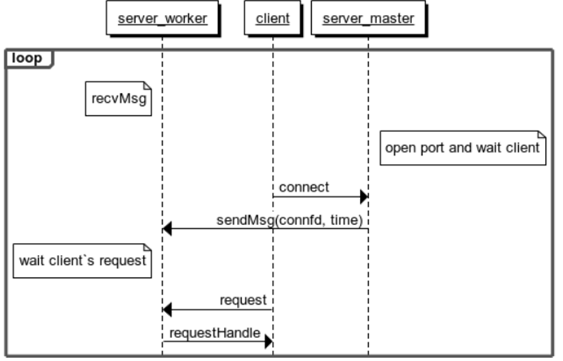 server_worker
client
server_master
loop
recvMsg
open port and wait client
connect
sendMsg(connfd, time)
wait client`s request
request
requestHandle